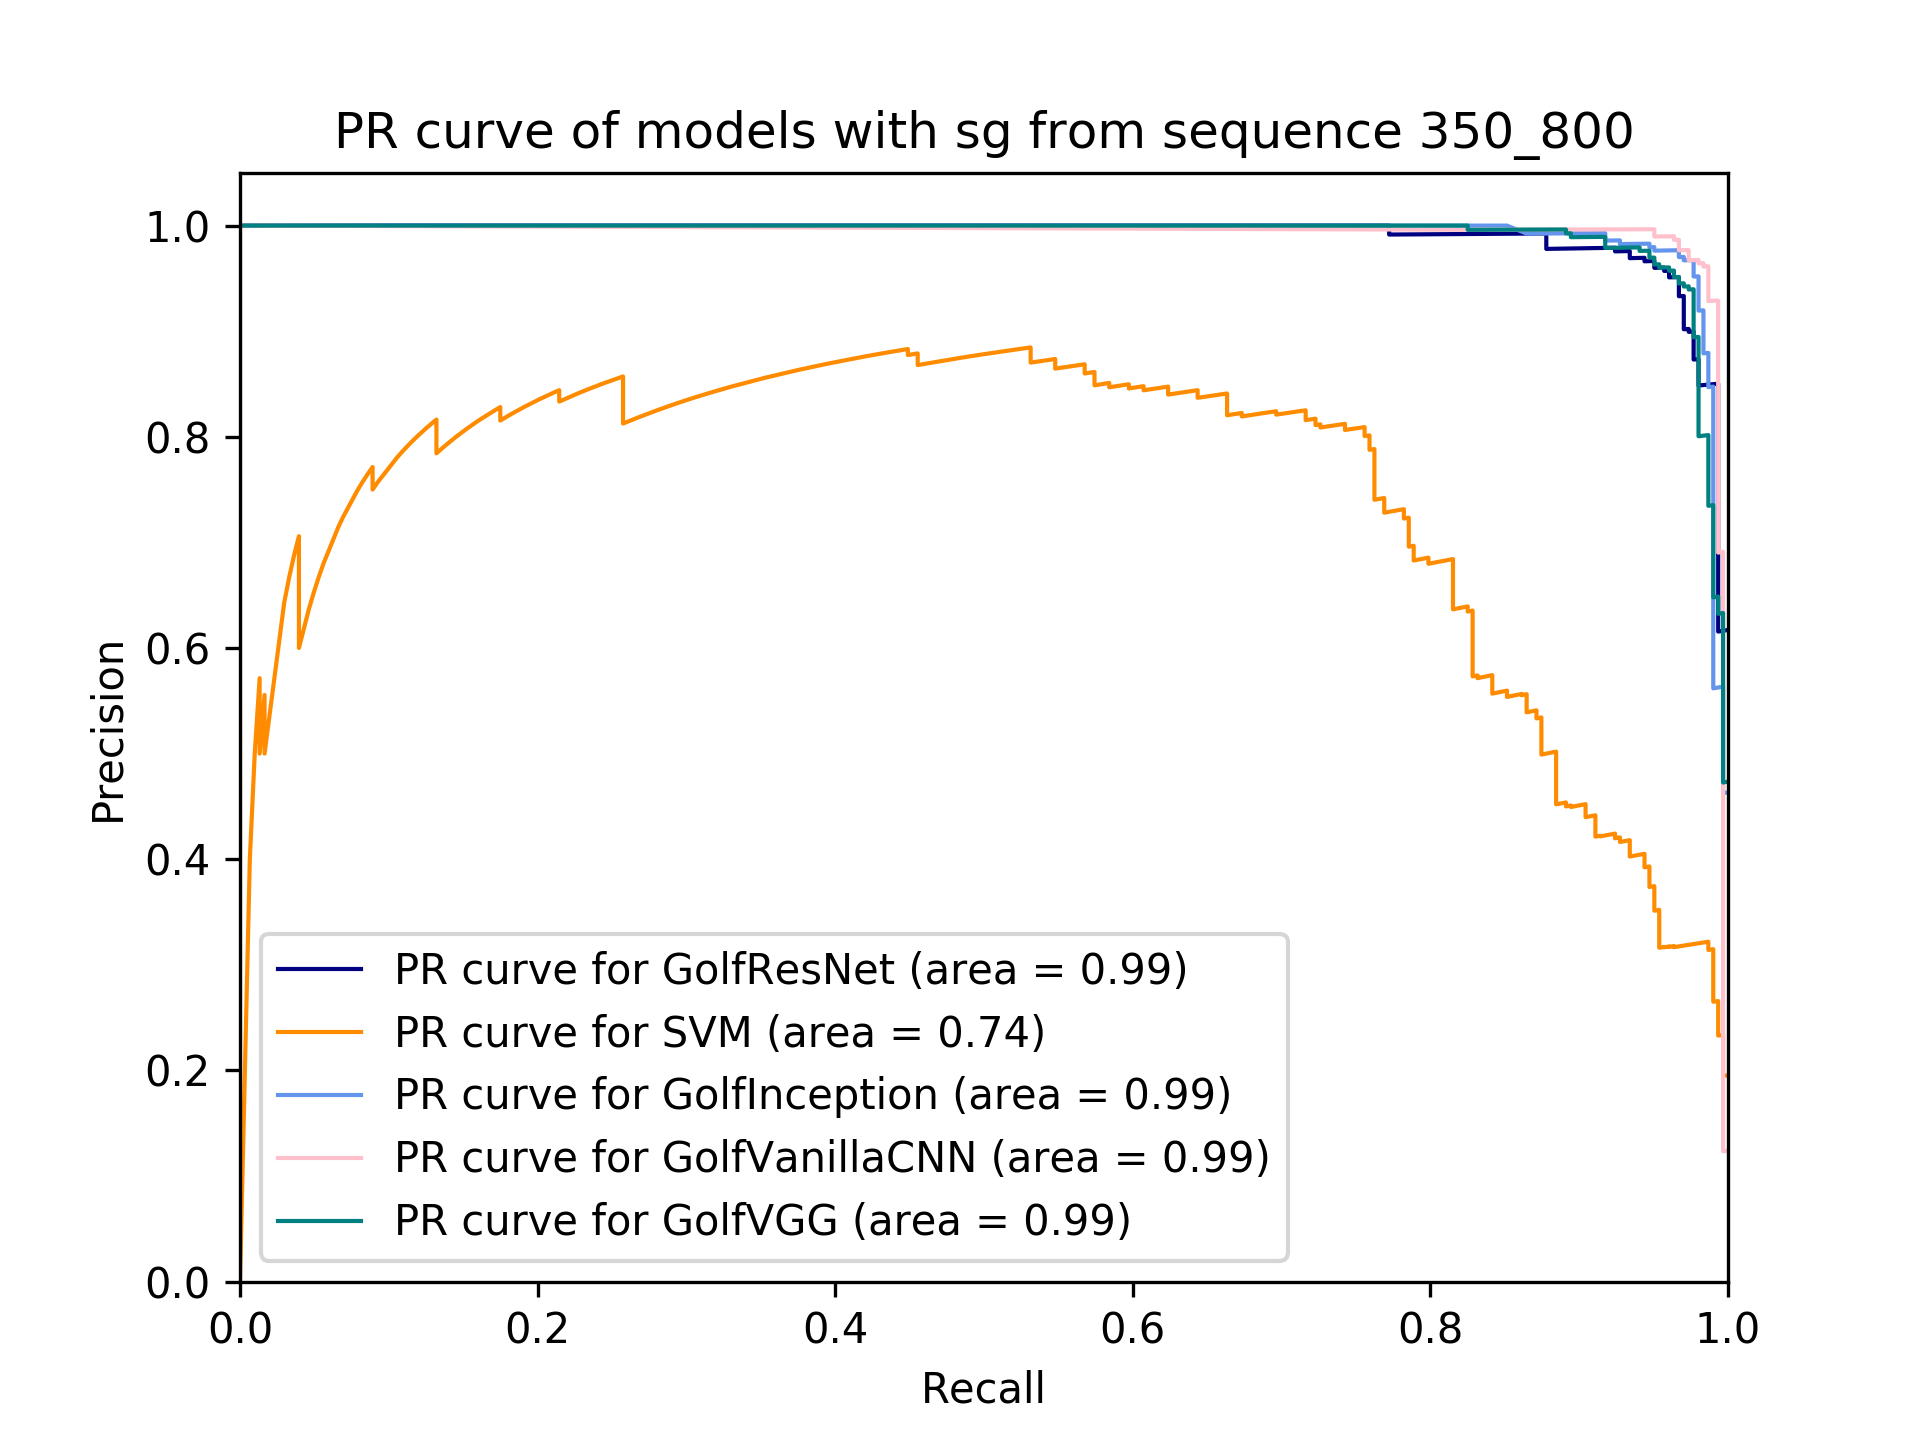 PR curve of models with sg from sequence 350_800
1.0
0.8
0.6
0.4
0.2
0.0
Precision
PR curve for GolfResNet (area = 0.99)
PR curve for SVM (area = 0.74)
PR curve for GolfInception (area = 0.99)
PR curve for GolfVanillaCNN (area = 0.99)
PR curve for GolfVGG (area = 0.99)
0.0 0.2 0.4 0.6 0.8 1.0
Recall